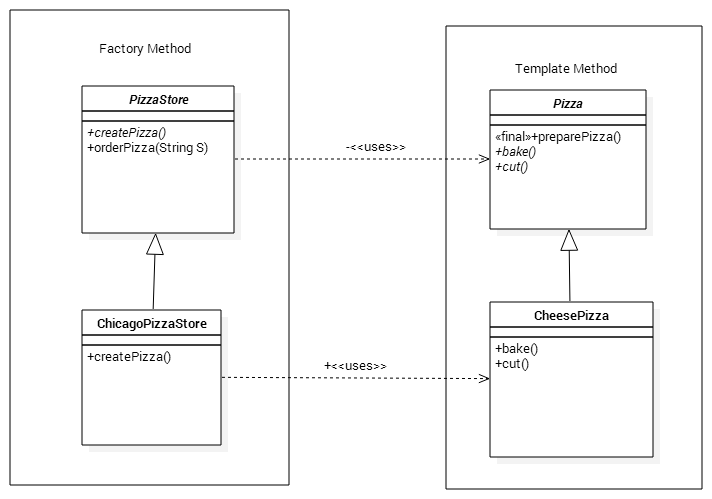 Factory Method
PizzaStore
+createPizza()
+orderPizza(String S)
-<<uses>>
Template Method
Pizza
«final»+preparePizza()
+bake()
+cut()
ChicagoPizzaStore
+createPizza()
+<<uses>>
CheesePizza
+bake()
+cut()